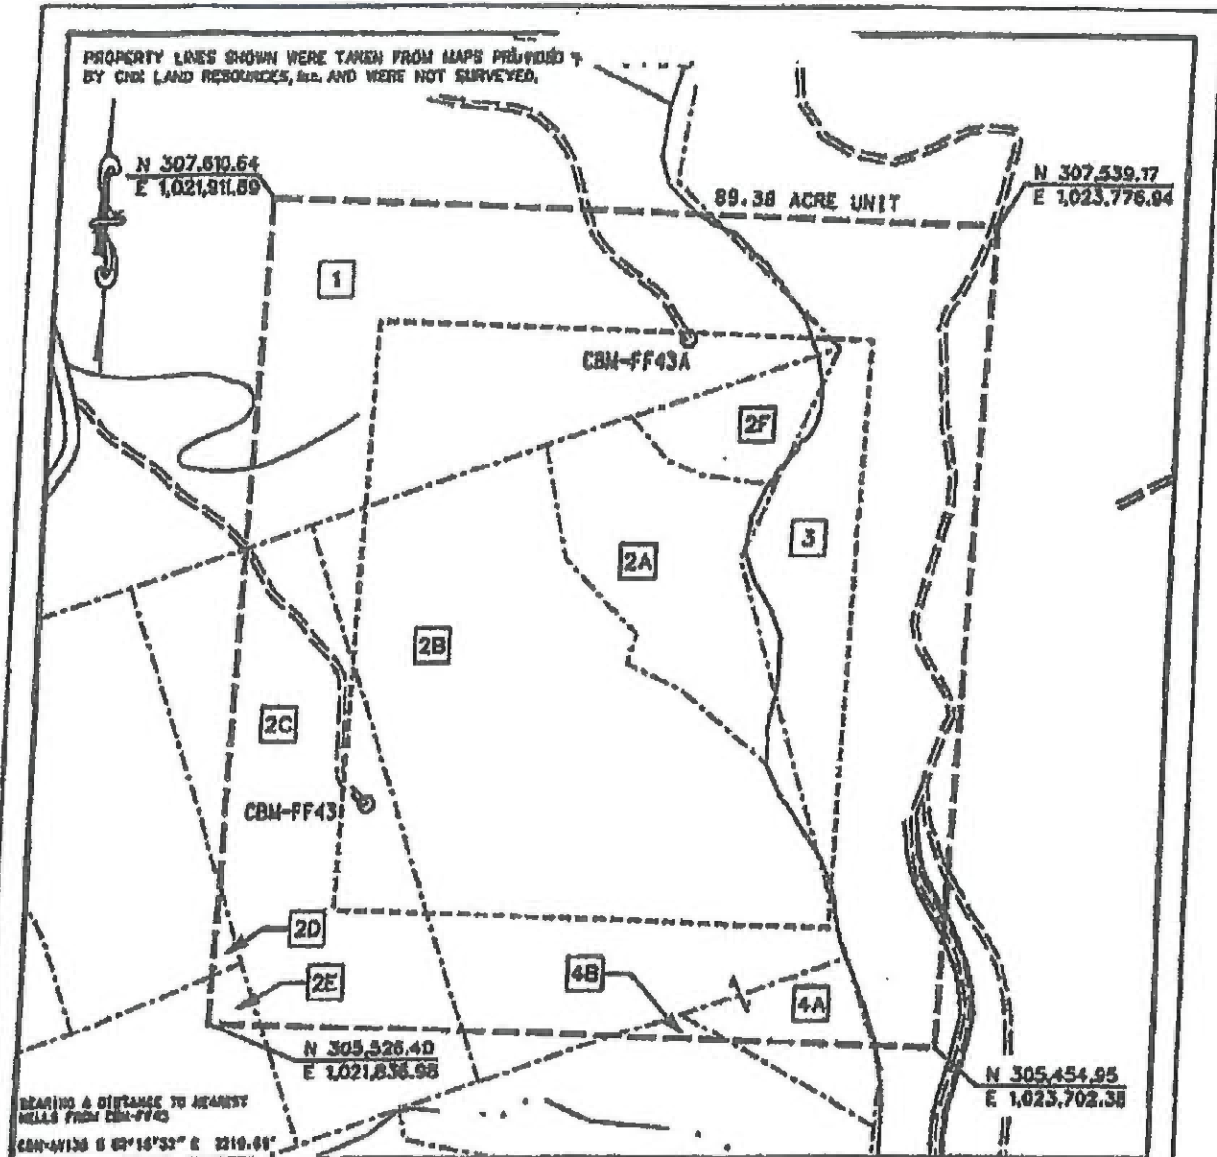 PROPERTY LINES SHOWN WERE TAKEN FROM MAPS PROVIDED
BY CNX LAND RESOURCES, INC. AND WERE NOT SURVEYED.
N 307,610.64
E 1,021,911.69
N 307,539.17
E 1,023,776.94
89.38 ACRE UNIT
1
CBM-FF43A
2F
3
2A
2B
2C
CBM-FF43
2D
2E
4B
4A
N 305,526.40
E 1,021,836.98
N 305,454.95
E 1,023,702.38
BEARING & DISTANCE TO NEAREST
WELLS FROM CBM-FF43